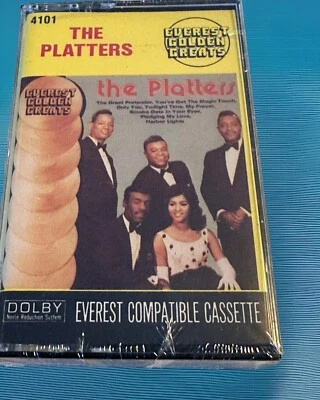 4101
THE
PLATTERS
EVEREST
GOLDEN
GREATS
EVEREST
GOLDEN
GREATS
the Platters
The Great Pretender, You've Got The Magic Touch,
Only You, Twilight Time, My Prayer,
Smoke Gets In Your Eyes,
Pledging My Love,
Harbor Lights
DOLBY
Noise Reduction System
EVEREST COMPATIBLE CASSETTE